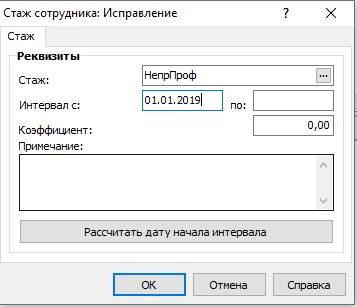 Стаж сотрудника: Исправление ? ×
Стаж
Реквизиты
Стаж: НепрПроф ...
Интервал с: 01.01.2019 по:
Коэффициент: 0,00
Примечание:
Рассчитать дату начала интервала
ОК Отмена Справка